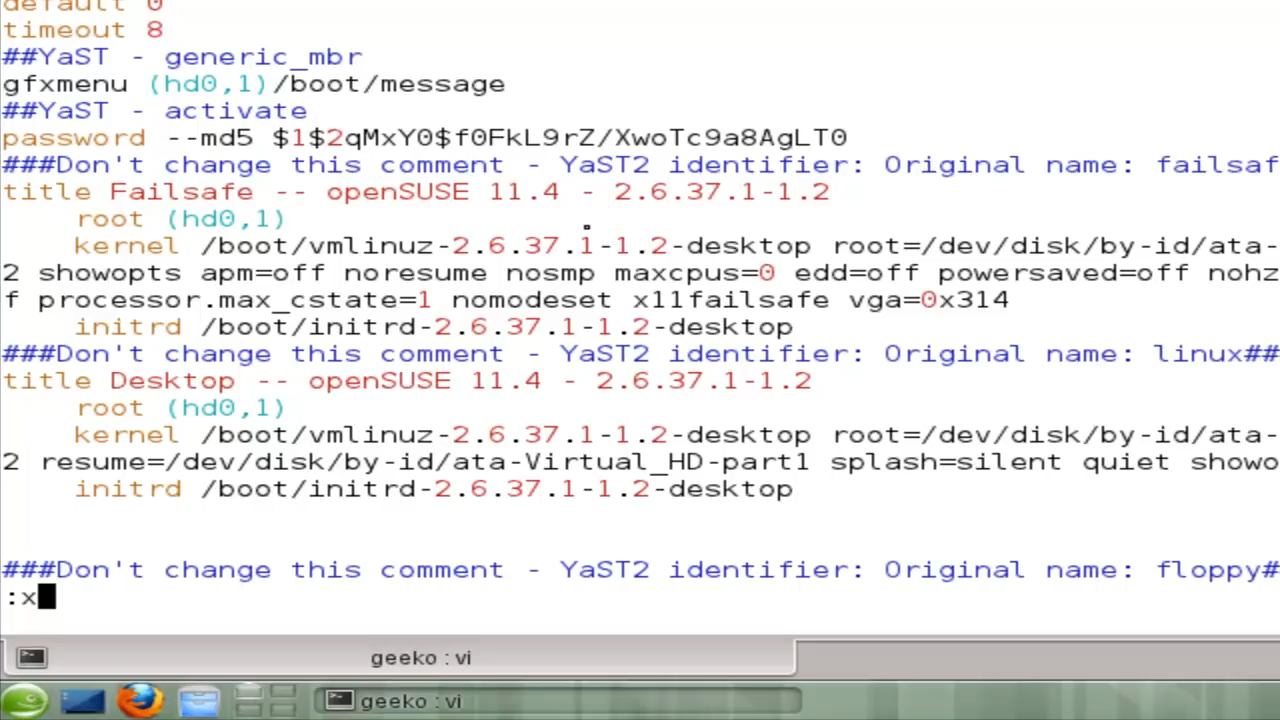 default 0
timeout 8
##YaST - generic_mbr
gfxmenu (hd0,1)/boot/message
##YaST - activate
password --md5 $1$2qMxY0$f0FkL9rZ/XwoTc9a8AgLT0
###Don't change this comment - YaST2 identifier: Original name: failsaf
title Failsafe -- openSUSE 11.4 - 2.6.37.1-1.2
    root (hd0,1)
    kernel /boot/vmlinuz-2.6.37.1-1.2-desktop root=/dev/disk/by-id/ata-
2 showopts apm=off noresume nosmp maxcpus=0 edd=off powersaved=off nohz
f processor.max_cstate=1 nomodeset x11failsafe vga=0x314
    initrd /boot/initrd-2.6.37.1-1.2-desktop
###Don't change this comment - YaST2 identifier: Original name: linux##
title Desktop -- openSUSE 11.4 - 2.6.37.1-1.2
    root (hd0,1)
    kernel /boot/vmlinuz-2.6.37.1-1.2-desktop root=/dev/disk/by-id/ata-
2 resume=/dev/disk/by-id/ata-Virtual_HD-part1 splash=silent quiet showo
    initrd /boot/initrd-2.6.37.1-1.2-desktop
###Don't change this comment - YaST2 identifier: Original name: floppy#
:x
geeko : vi
geeko : vi